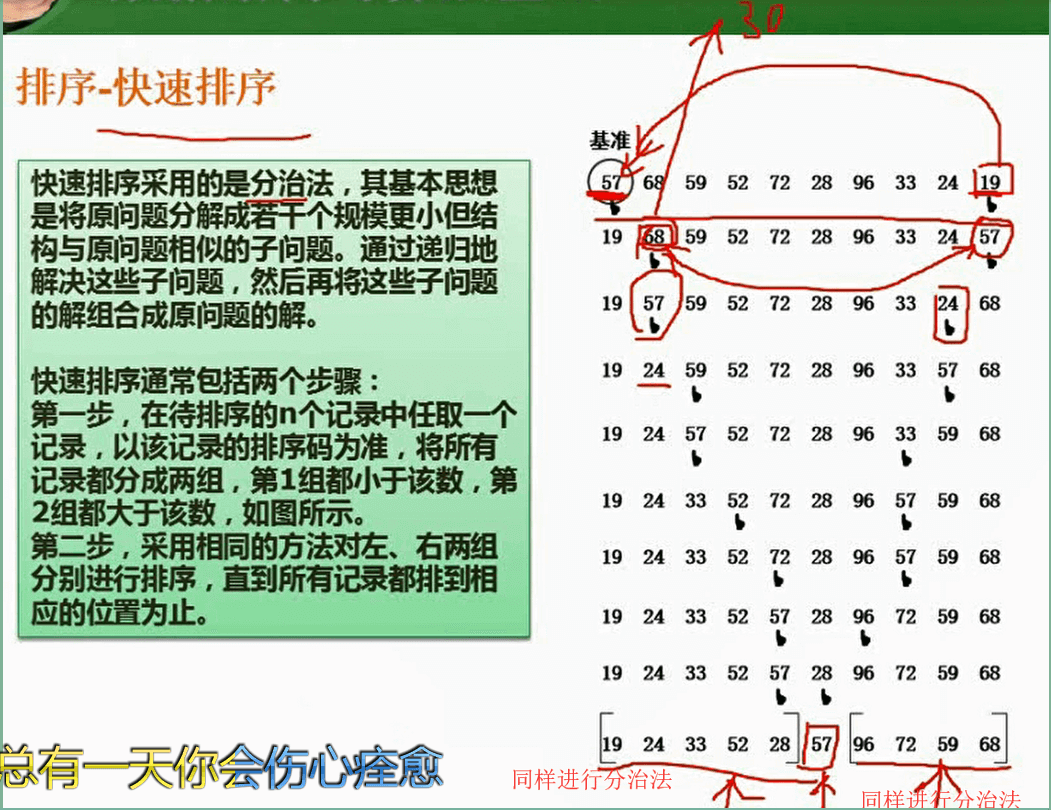 30
排序-快速排序
基准
快速排序采用的是分治法，其基本思想
是将原问题分解成若干个规模更小但结
构与原问题相似的子问题。通过递归地
解决这些子问题，然后再将这些子问题
的解组合成原问题的解。
快速排序通常包括两个步骤：
第一步，在待排序的n个记录中任取一个
记录，以该记录的排序码为准，将所有
记录都分成两组，第1组都小于该数，第
2组都大于该数，如图所示。
第二步，采用相同的方法对左、右两组
分别进行排序，直到所有记录都排到相
应的位置为止。
57 68 59 52 72 28 96 33 24 19
19 68 59 52 72 28 96 33 24 57
19 57 59 52 72 28 96 33 24 68
19 24 59 52 72 28 96 33 57 68
19 24 57 52 72 28 96 33 59 68
19 24 33 52 72 28 96 57 59 68
19 24 33 52 72 28 96 57 59 68
19 24 33 52 57 28 96 72 59 68
19 24 33 52 57 28 96 72 59 68
[19 24 33 52 28] 57 [96 72 59 68]
总有一天你会伤心痊愈
同样进行分治法
同样进行分治法